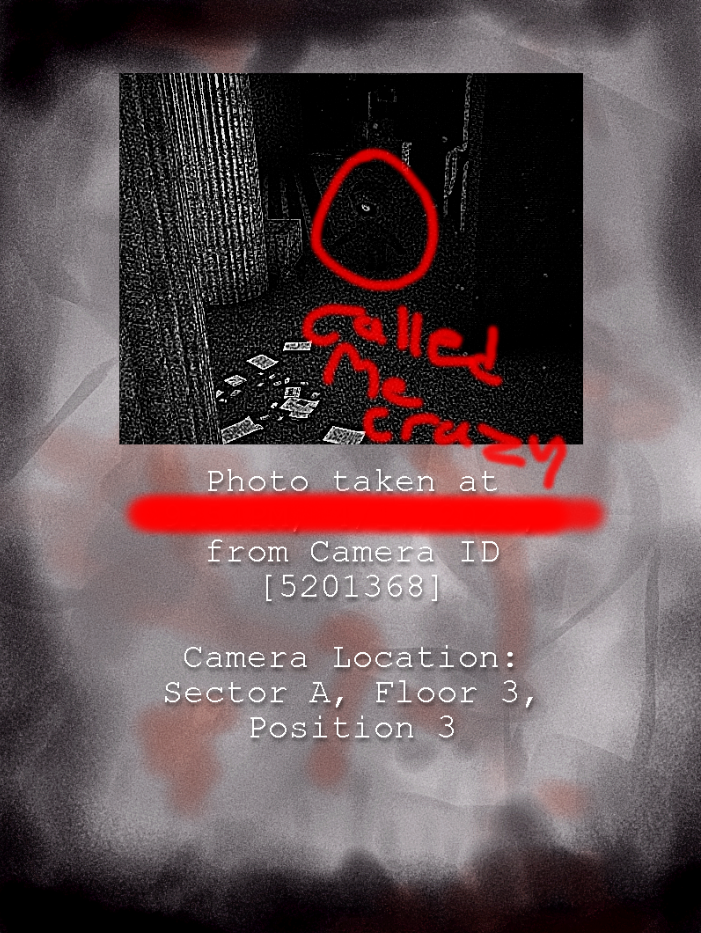 Called
Me
crazy
Photo taken at
from Camera ID
[5201368]
Camera Location:
Sector A, Floor 3,
Position 3